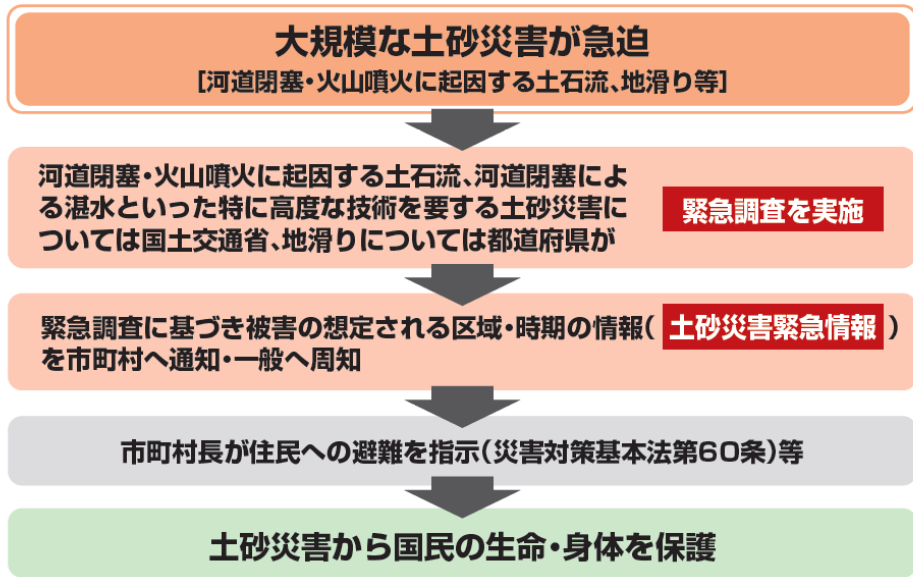 大規模な土砂災害が急迫
[河道閉塞・火山噴火に起因する土石流、地滑り等]
河道閉塞・火山噴火に起因する土石流、河道閉塞によ
る湛水といった特に高度な技術を要する土砂災害に
ついては国土交通省、地滑りについては都道府県が
緊急調査を実施
緊急調査に基づき被害の想定される区域・時期の情報(土砂災害緊急情報)
を市町村へ通知・一般へ周知
市町村長が住民への避難を指示(災害対策基本法第60条)等
土砂災害から国民の生命・身体を保護